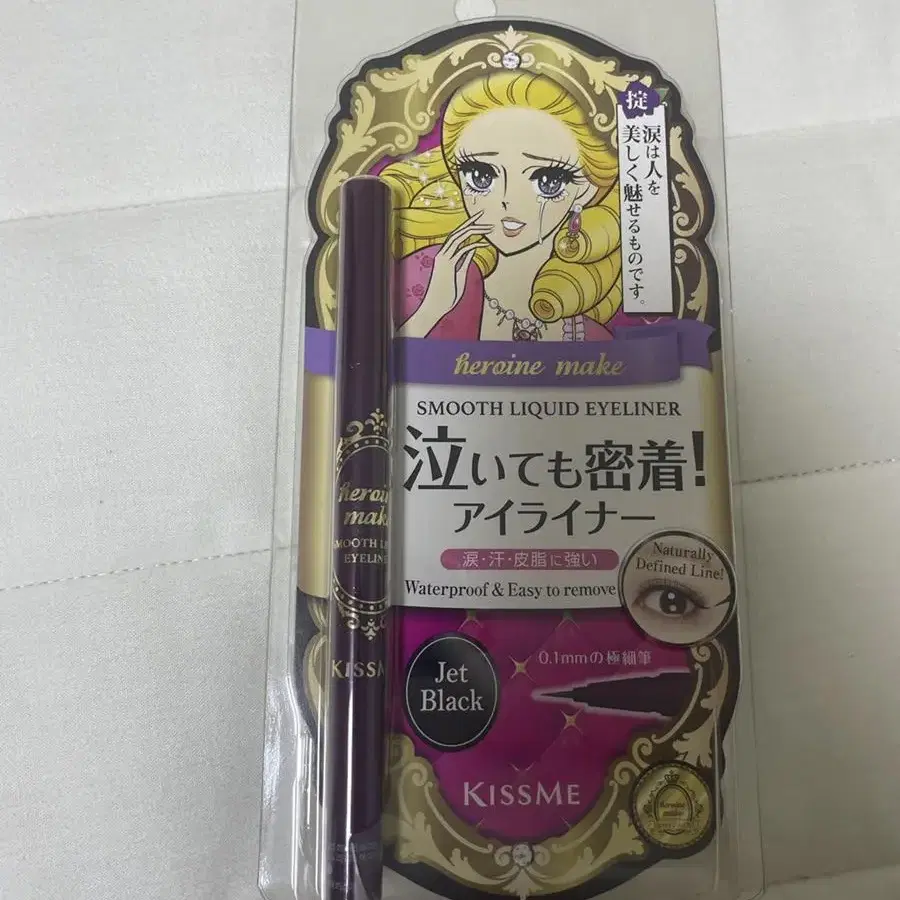 掟
涙は人を
美しく魅せるものです。
heroine make
SMOOTH LIQUID EYELINER
泣いても密着!
アイライナー
涙・汗・皮脂に強い
Waterproof & Easy to remove
Naturally
Defined Line!
Jet
Black
0.1mmの極細筆
KISSME
heroine
make
heroi
mak
MOOTH LI
EYELINE
KISSM